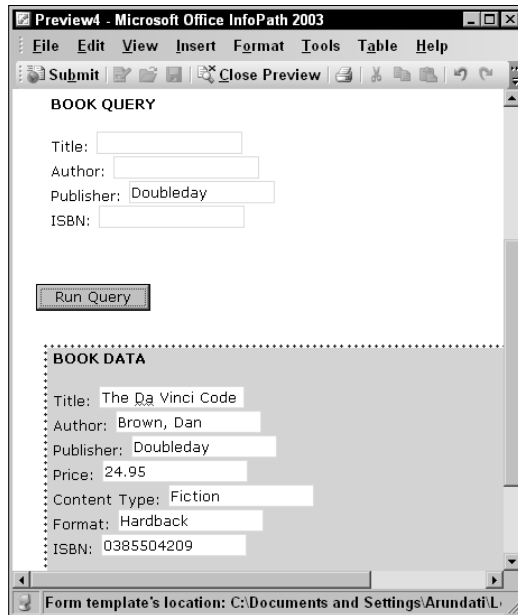 Preview4 - Microsoft Office InfoPath 2003
File Edit View Insert Format Tools Table Help
Submit Close Preview
BOOK QUERY
Title:
Author:
Publisher: Doubleday
ISBN:
Run Query
BOOK DATA
Title: The Da Vinci Code
Author: Brown, Dan
Publisher: Doubleday
Price: 24.95
Content Type: Fiction
Format: Hardback
ISBN: 0385504209
Form template's location: C:\Documents and Settings\Arundati\L